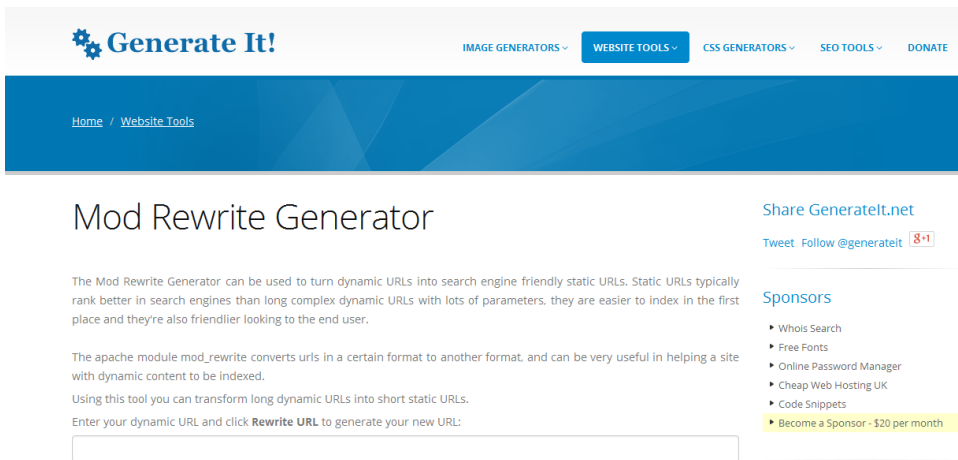 Generate It!
IMAGE GENERATORS
WEBSITE TOOLS
CSS GENERATORS
SEO TOOLS
DONATE
Home / Website Tools
Mod Rewrite Generator
The Mod Rewrite Generator can be used to turn dynamic URLs into search engine friendly static URLs. Static URLs typically
rank better in search engines than long complex dynamic URLs with lots of parameters, they are easier to index in the first
place and they're also friendlier looking to the end user.
The apache module mod_rewrite converts urls in a certain format to another format, and can be very useful in helping a site
with dynamic content to be indexed.
Using this tool you can transform long dynamic URLs into short static URLs.
Enter your dynamic URL and click Rewrite URL to generate your new URL:
Share GenerateIt.net
Tweet Follow @generateit g+1
Sponsors
Whois Search
Free Fonts
Online Password Manager
Cheap Web Hosting UK
Code Snippets
Become a Sponsor - $20 per month